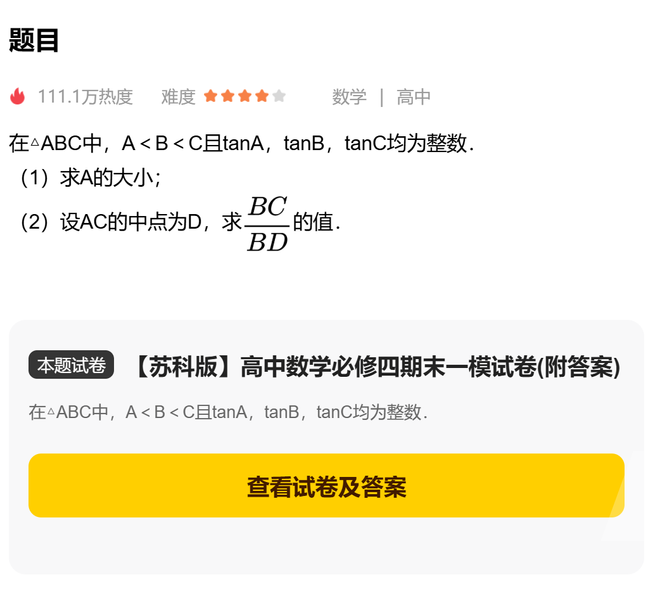 题目
111.1万热度 难度 数学 | 高中
在△ABC中，A＜B＜C且tanA，tanB，tanC均为整数．
（1）求A的大小；
（2）设AC的中点为D，求BC/BD的值．
本题试卷 【苏科版】高中数学必修四期末一模试卷(附答案)
在△ABC中，A＜B＜C且tanA，tanB，tanC均为整数．
查看试卷及答案